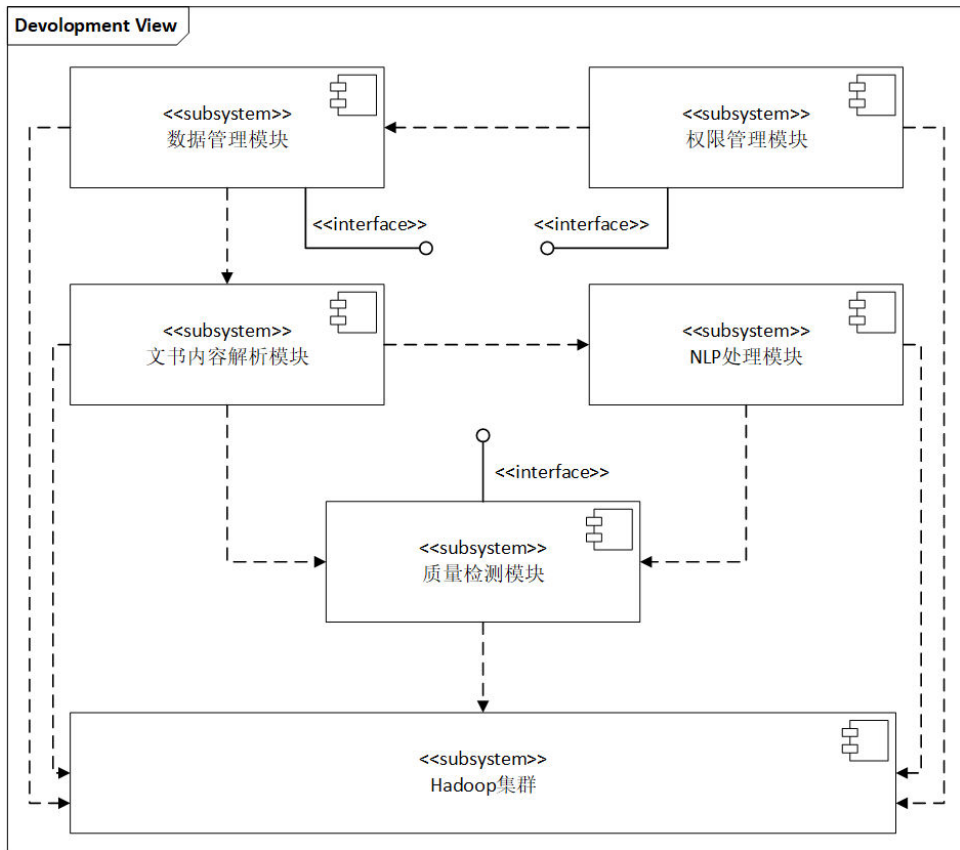 Devolopment View
<<subsystem>>
数据管理模块
<<subsystem>>
权限管理模块
<<interface>>
<<interface>>
<<subsystem>>
文书内容解析模块
<<subsystem>>
NLP处理模块
<<interface>>
<<subsystem>>
质量检测模块
<<subsystem>>
Hadoop集群